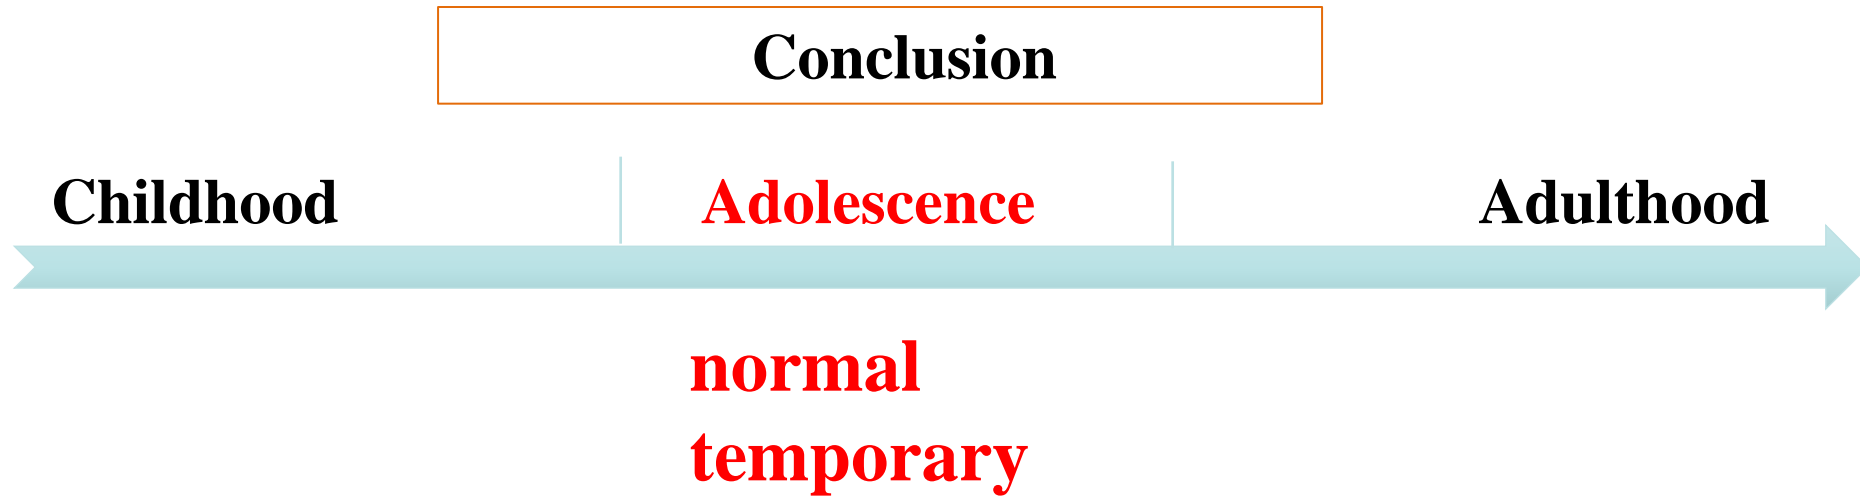 Conclusion
Childhood Adolescence Adulthood
normal
temporary